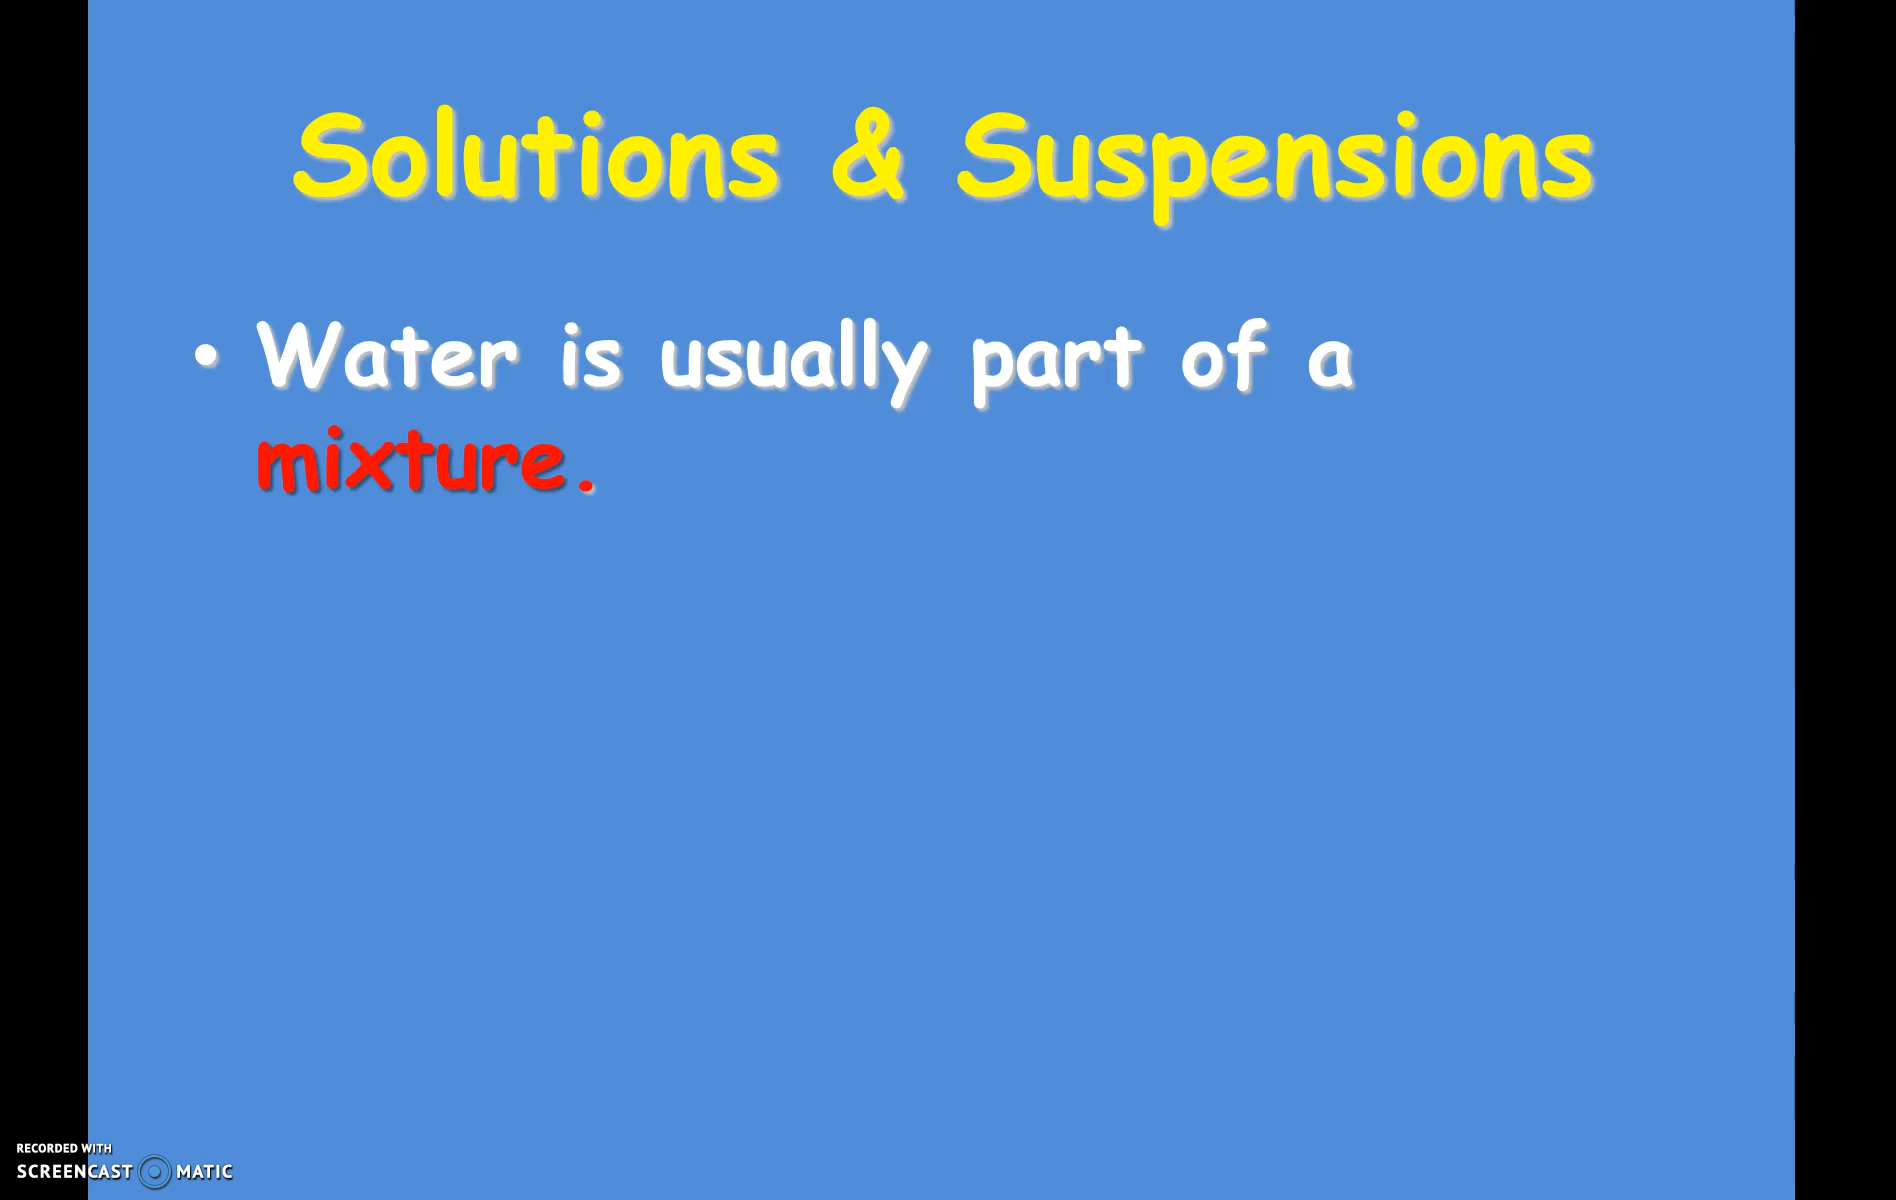 Solutions & Suspensions
• Water is usually part of a
mixture.
RECORDED WITH
SCREENCAST MATIC